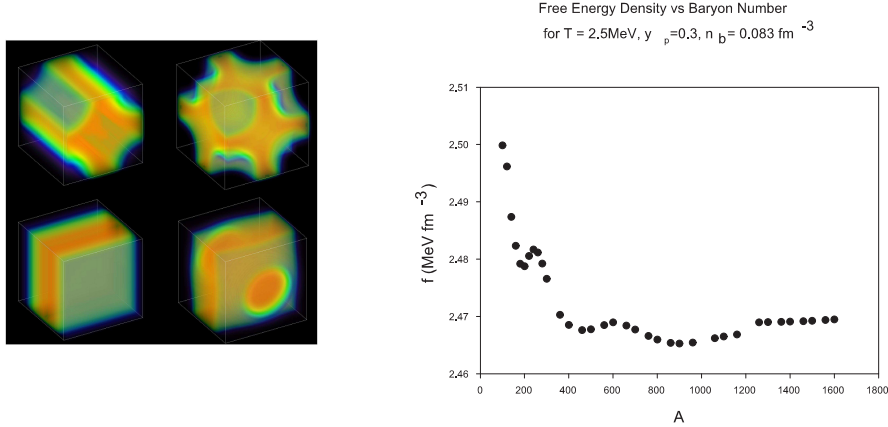 Free Energy Density vs Baryon Number
for T = 2.5MeV, y p=0.3, n b= 0.083 fm -3
2.51
2.50
2.49
2.48
2.47
2.46
f (MeV fm -3)
0 200 400 600 800 1000 1200 1400 1600 1800
A